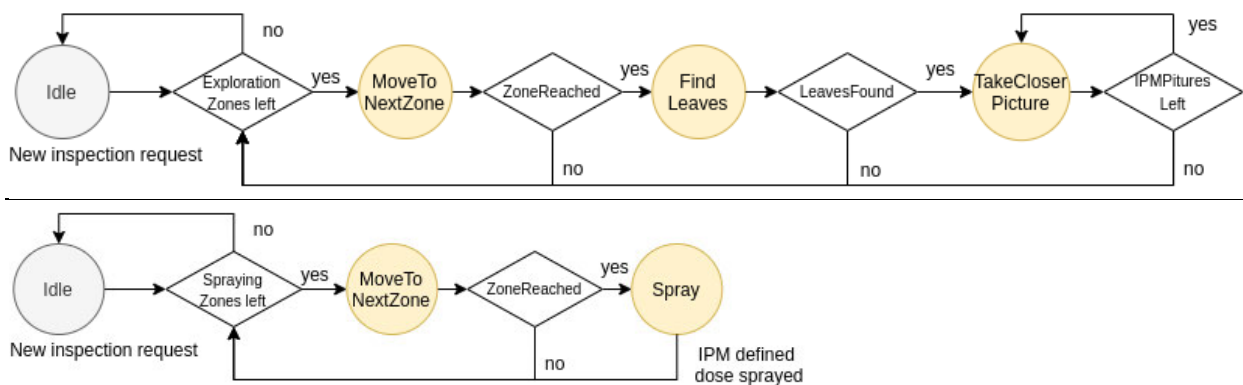 no
yes
Idle
Exploration
Zones left
yes
MoveTo
NextZone
ZoneReached
yes
Find
Leaves
LeavesFound
yes
TakeCloser
Picture
IPMPitures
Left
New inspection request
no
no
no
no
Idle
Spraying
Zones left
yes
MoveTo
NextZone
ZoneReached
yes
Spray
New inspection request
no
IPM defined
dose sprayed